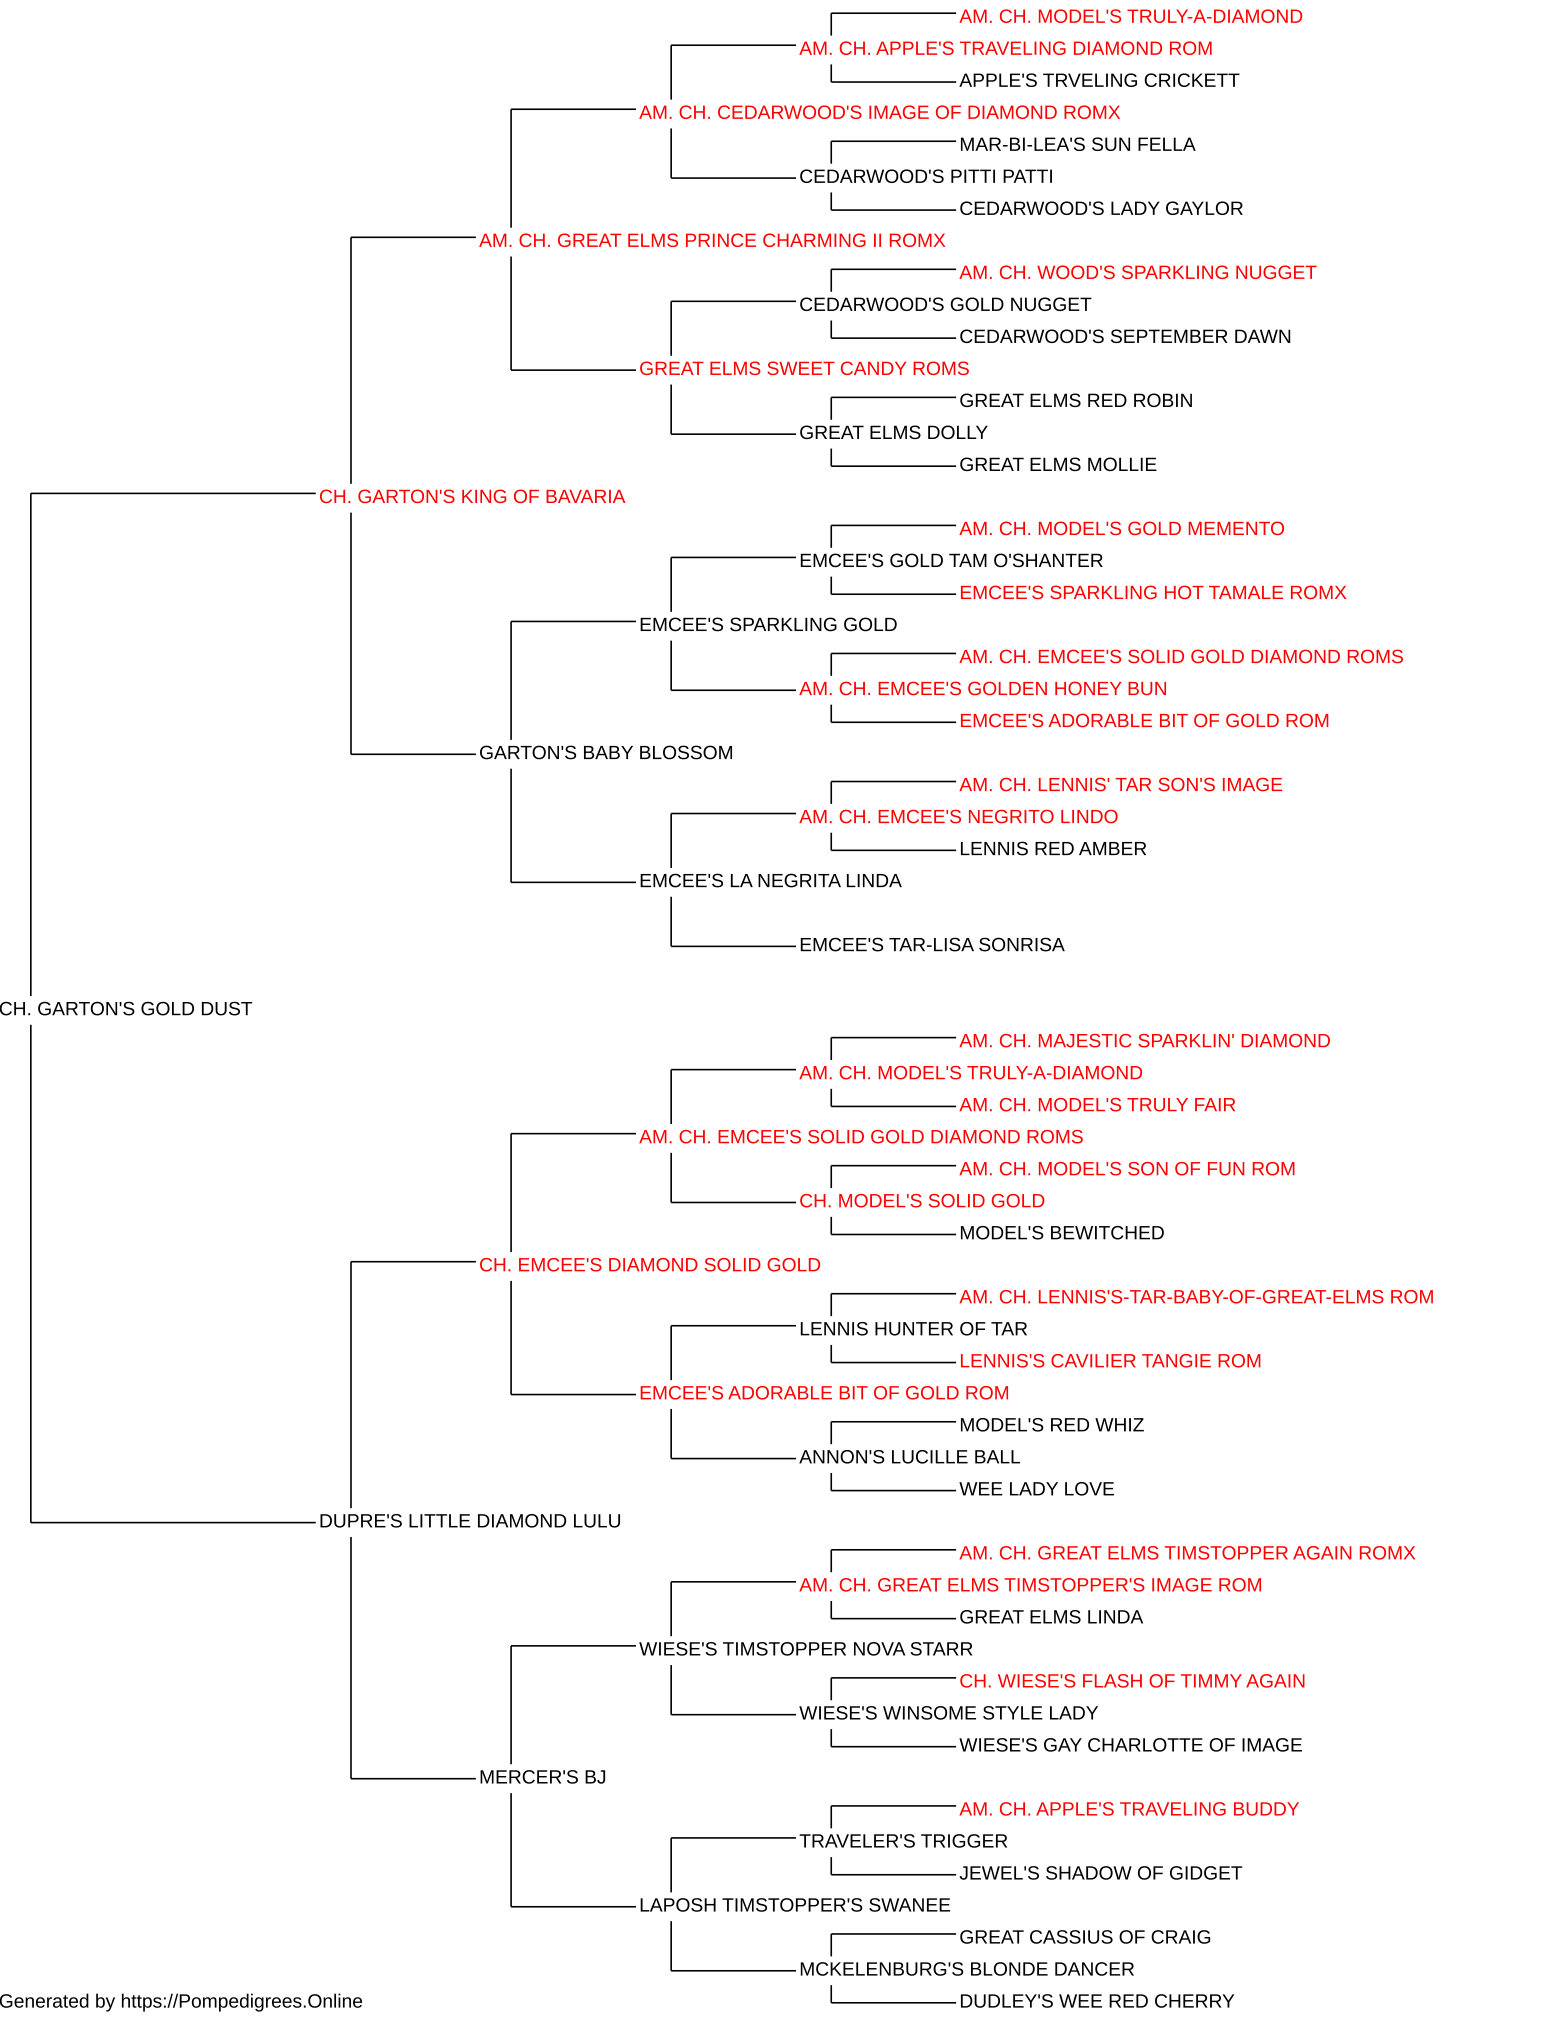 AM. CH. MODEL'S TRULY-A-DIAMOND
AM. CH. APPLE'S TRAVELING DIAMOND ROM
APPLE'S TRVELING CRICKETT
AM. CH. CEDARWOOD'S IMAGE OF DIAMOND ROMX
MAR-BI-LEA'S SUN FELLA
CEDARWOOD'S PITTI PATTI
CEDARWOOD'S LADY GAYLOR
AM. CH. GREAT ELMS PRINCE CHARMING II ROMX
AM. CH. WOOD'S SPARKLING NUGGET
CEDARWOOD'S GOLD NUGGET
CEDARWOOD'S SEPTEMBER DAWN
GREAT ELMS SWEET CANDY ROMS
GREAT ELMS RED ROBIN
GREAT ELMS DOLLY
GREAT ELMS MOLLIE
CH. GARTON'S KING OF BAVARIA
AM. CH. MODEL'S GOLD MEMENTO
EMCEE'S GOLD TAM O'SHANTER
EMCEE'S SPARKLING HOT TAMALE ROMX
EMCEE'S SPARKLING GOLD
AM. CH. EMCEE'S SOLID GOLD DIAMOND ROMS
AM. CH. EMCEE'S GOLDEN HONEY BUN
EMCEE'S ADORABLE BIT OF GOLD ROM
GARTON'S BABY BLOSSOM
AM. CH. LENNIS' TAR SON'S IMAGE
AM. CH. EMCEE'S NEGRITO LINDO
LENNIS RED AMBER
EMCEE'S LA NEGRITA LINDA
EMCEE'S TAR-LISA SONRISA
CH. GARTON'S GOLD DUST
AM. CH. MAJESTIC SPARKLIN' DIAMOND
AM. CH. MODEL'S TRULY-A-DIAMOND
AM. CH. MODEL'S TRULY FAIR
AM. CH. EMCEE'S SOLID GOLD DIAMOND ROMS
AM. CH. MODEL'S SON OF FUN ROM
CH. MODEL'S SOLID GOLD
MODEL'S BEWITCHED
CH. EMCEE'S DIAMOND SOLID GOLD
AM. CH. LENNIS'S-TAR-BABY-OF-GREAT-ELMS ROM
LENNIS HUNTER OF TAR
LENNIS'S CAVILIER TANGIE ROM
EMCEE'S ADORABLE BIT OF GOLD ROM
MODEL'S RED WHIZ
ANNON'S LUCILLE BALL
WEE LADY LOVE
DUPRE'S LITTLE DIAMOND LULU
AM. CH. GREAT ELMS TIMSTOPPER AGAIN ROMX
AM. CH. GREAT ELMS TIMSTOPPER'S IMAGE ROM
GREAT ELMS LINDA
WIESE'S TIMSTOPPER NOVA STARR
CH. WIESE'S FLASH OF TIMMY AGAIN
WIESE'S WINSOME STYLE LADY
WIESE'S GAY CHARLOTTE OF IMAGE
MERCER'S BJ
AM. CH. APPLE'S TRAVELING BUDDY
TRAVELER'S TRIGGER
JEWEL'S SHADOW OF GIDGET
LAPOSH TIMSTOPPER'S SWANEE
GREAT CASSIUS OF CRAIG
MCKELENBURG'S BLONDE DANCER
DUDLEY'S WEE RED CHERRY
Generated by https://Pompedigrees.Online